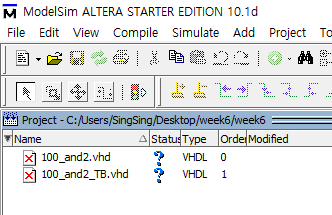 ModelSim ALTERA STARTER EDITION 10.1d
File Edit View Compile Simulate Add Project To
Project - C:/Users/SingSing/Desktop/week6/week6
Name Status Type Order Modified
100_and2.vhd ? VHDL 0
100_and2_TB.vhd ? VHDL 1